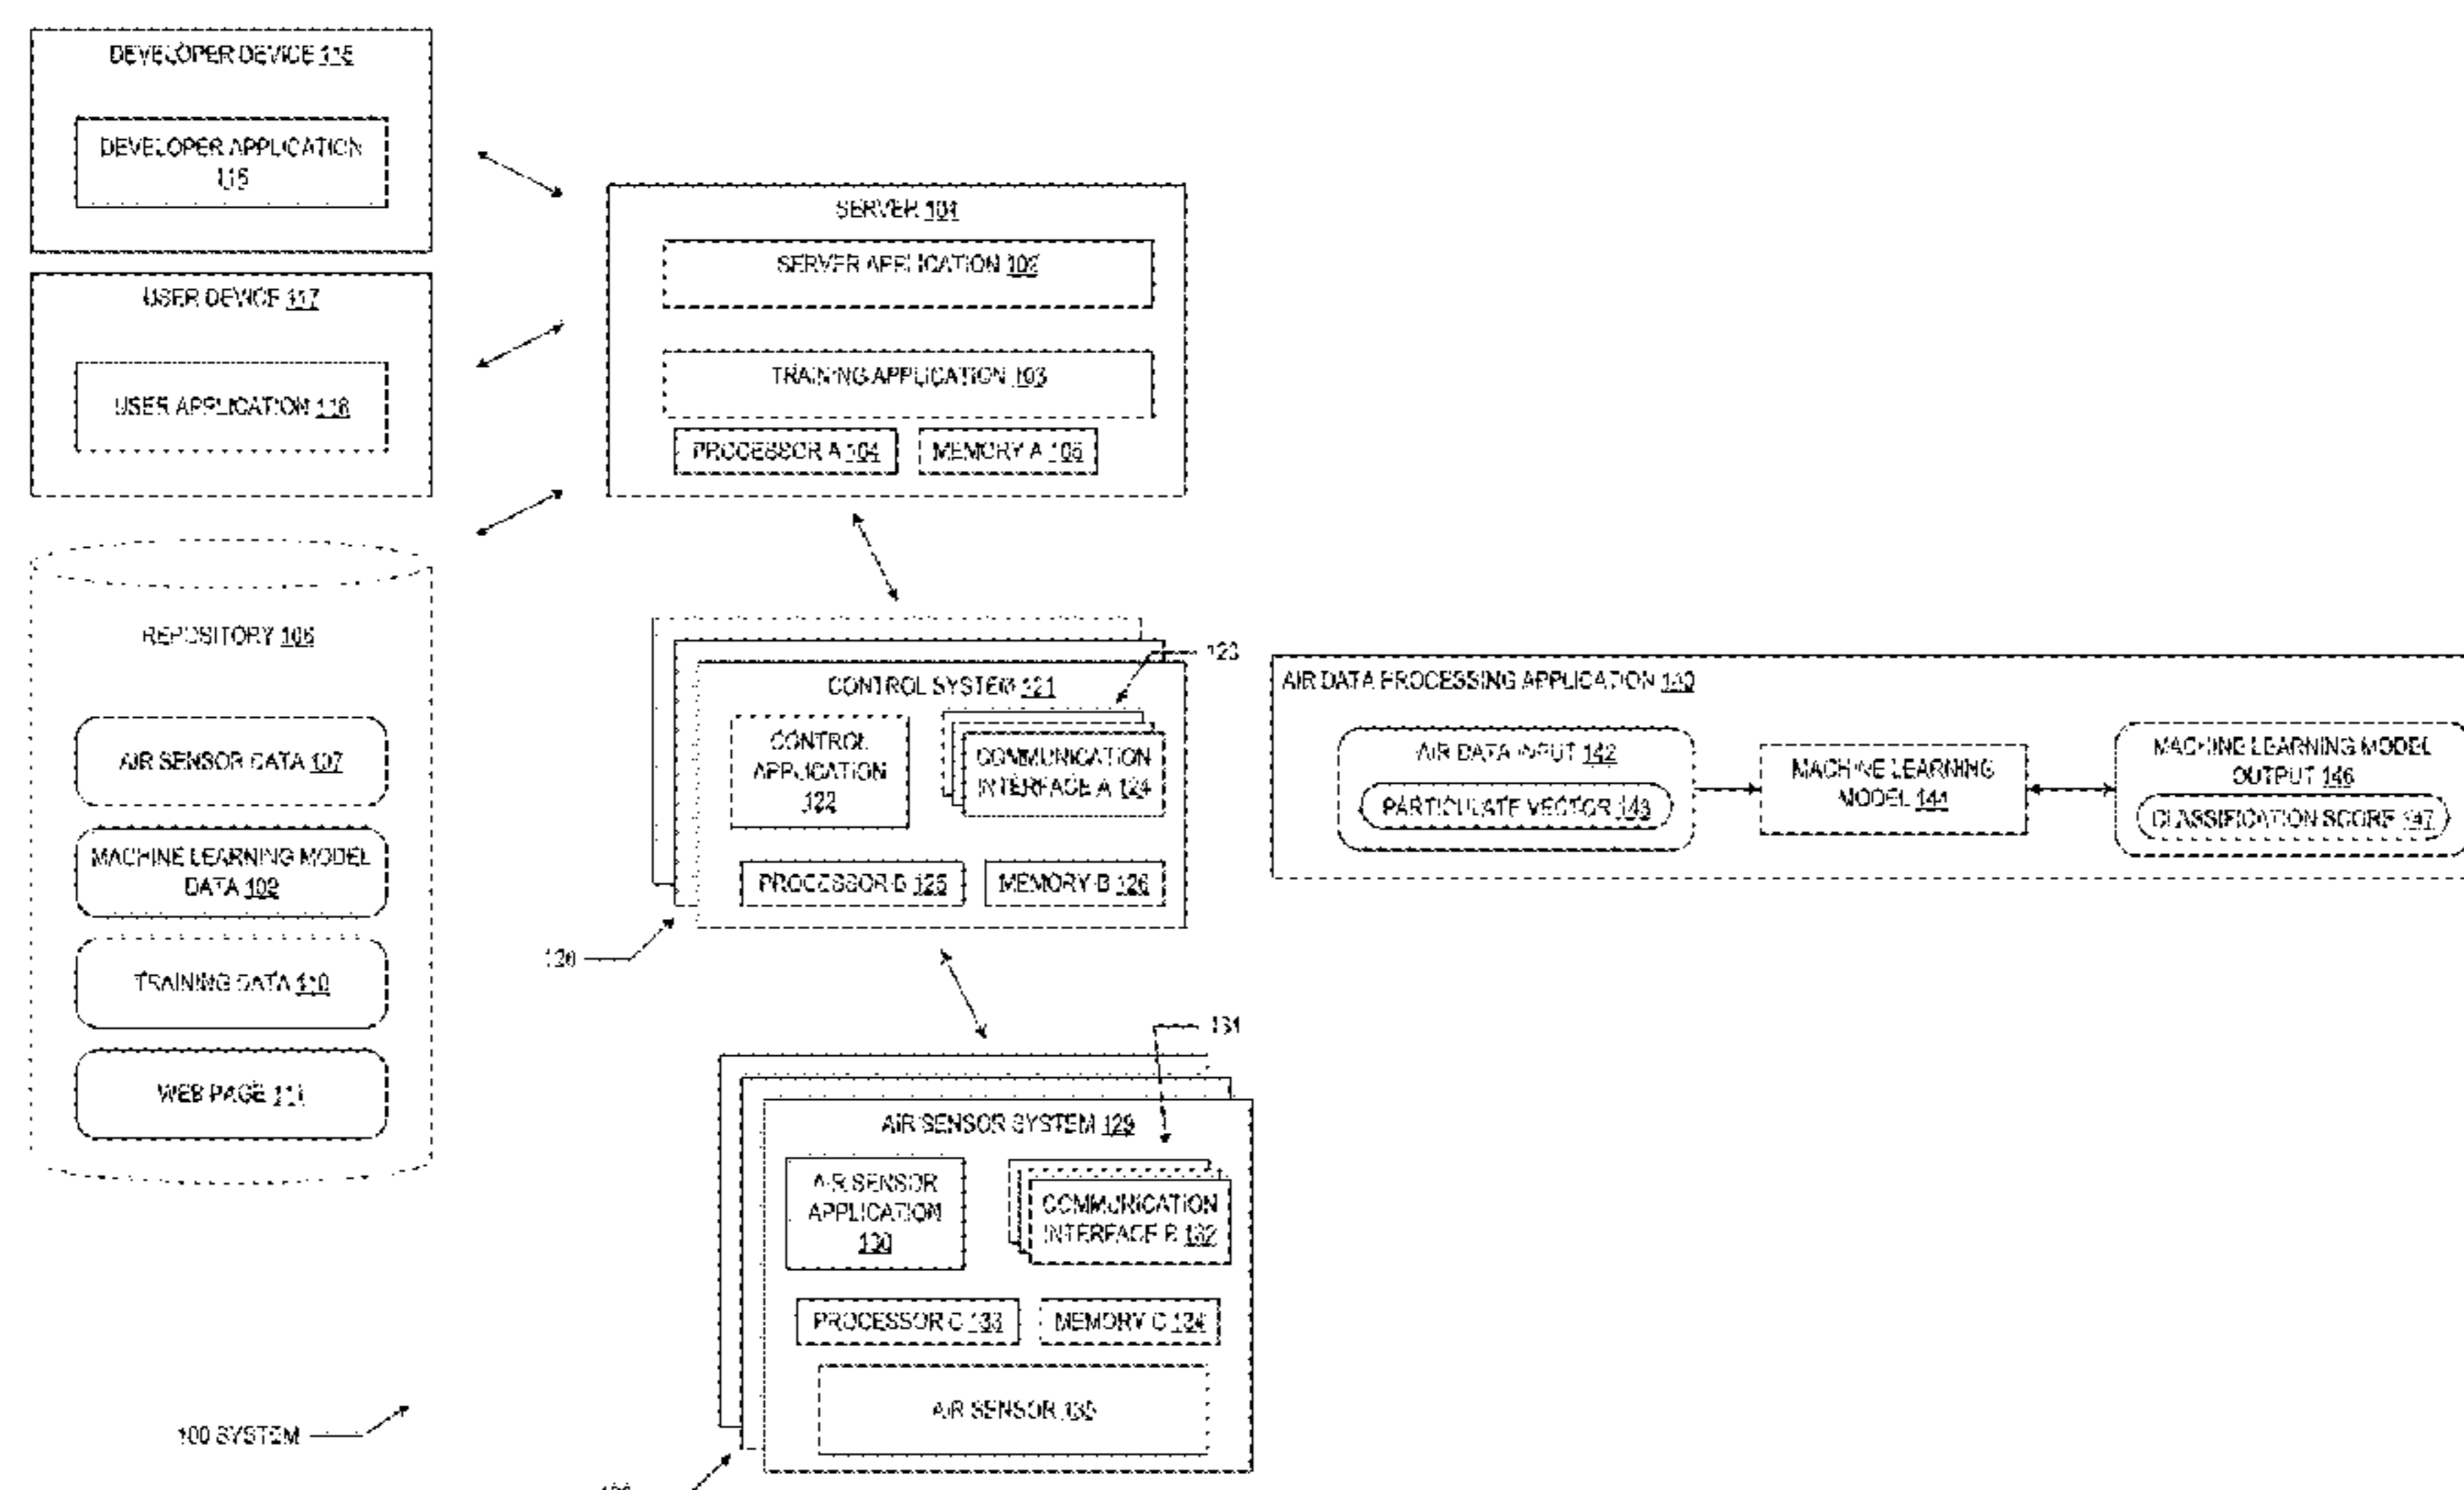 DEVELOPER DEVICE 115
DEVELOPER APPLICATION
116
USER DEVICE 117
USER APPLICATION 118
REPOSITORY 106
AIR SENSOR DATA 107
MACHINE LEARNING MODEL
DATA 109
TRAINING DATA 110
WEB PAGE 111
100 SYSTEM
SERVER 101
SERVER APPLICATION 102
TRAINING APPLICATION 103
PROCESSOR A 104
MEMORY A 105
123
CONTROL SYSTEM 121
CONTROL
APPLICATION
122
COMMUNICATION
INTERFACE A 124
PROCESSOR B 125
MEMORY B 126
120
131
AIR SENSOR SYSTEM 129
AIR SENSOR
APPLICATION
130
COMMUNICATION
INTERFACE B 132
PROCESSOR C 133
MEMORY C 134
AIR SENSOR 135
AIR DATA PROCESSING APPLICATION
AIR DATA INPUT 142
PARTICULATE VECTOR 143
MACHINE LEARNING
MODEL 144
MACHINE LEARNING MODEL
OUTPUT 146
CLASSIFICATION SCORE 147